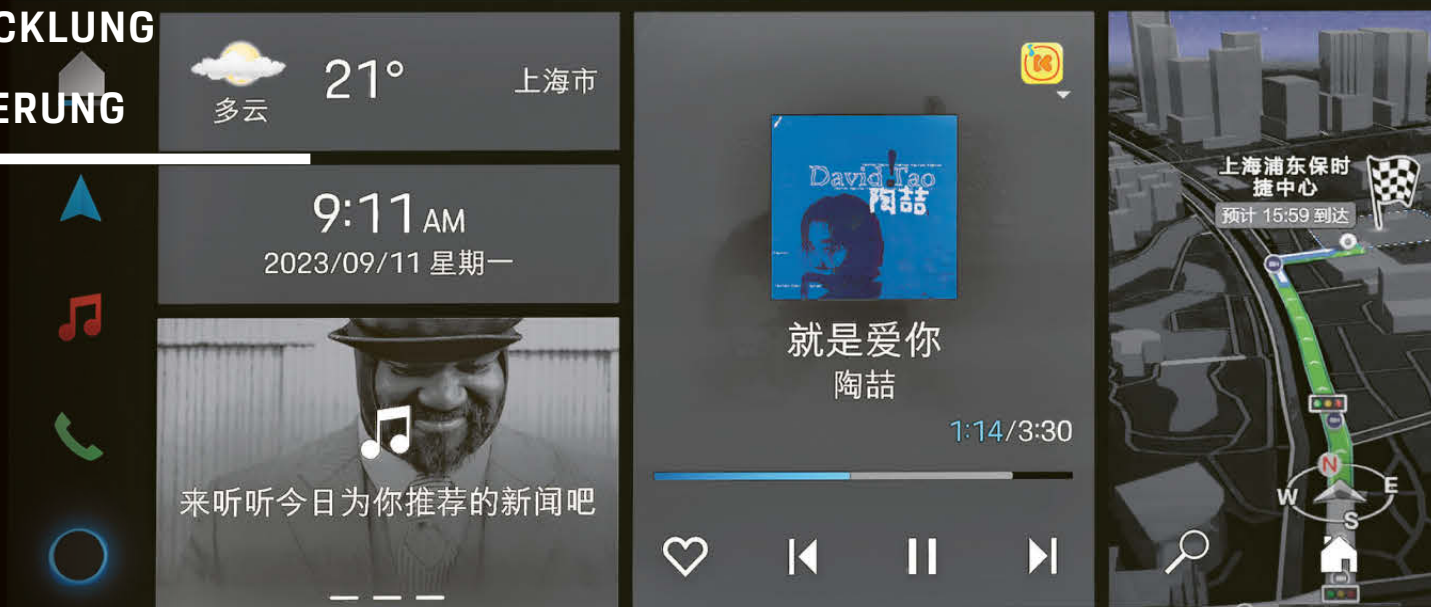 CKLUNG
ERUNG
多云
21°
上海市
9:11 AM
2023/09/11 星期一
来听听今日为你推荐的新闻吧
David Tao
陶喆
就是爱你
陶喆
1:14/3:30
上海浦东保时
捷中心
预计 15:59 到达
N
W
E
S